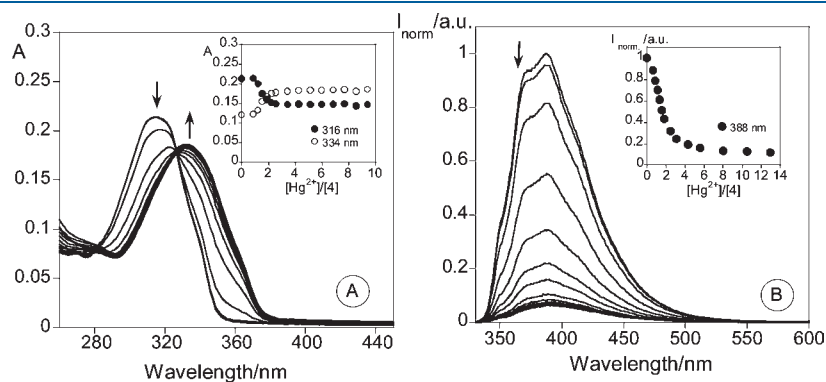 A
0.3
0.25
0.2
0.15
0.1
0.05
0
280
320
360
400
440
Wavelength/nm
A
A
0.3
0.25
0.2
0.15
0.1
0.05
0
316 nm
334 nm
0 2 4 6 8 10
[Hg2+]/[4]
I norm/a.u.
1
0.8
0.6
0.4
0.2
0
350 400 450 500 550 600
Wavelength/nm
B
I norm./a.u.
1
0.8
0.6
0.4
0.2
0
388 nm
0 2 4 6 8 10 12 14
[Hg2+]/[4]